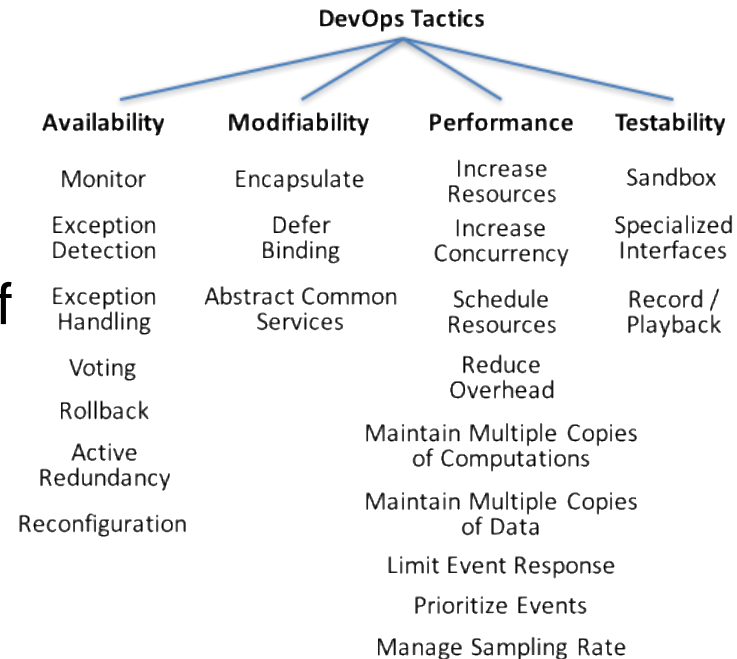 DevOps Tactics
Availability
Monitor
Exception
Detection
Exception
Handling
Voting
Rollback
Active
Redundancy
Reconfiguration
Modifiability
Encapsulate
Defer
Binding
Abstract Common
Services
Performance
Increase
Resources
Increase
Concurrency
Schedule
Resources
Reduce
Overhead
Maintain Multiple Copies
of Computations
Maintain Multiple Copies
of Data
Limit Event Response
Prioritize Events
Manage Sampling Rate
Testability
Sandbox
Specialized
Interfaces
Record /
Playback